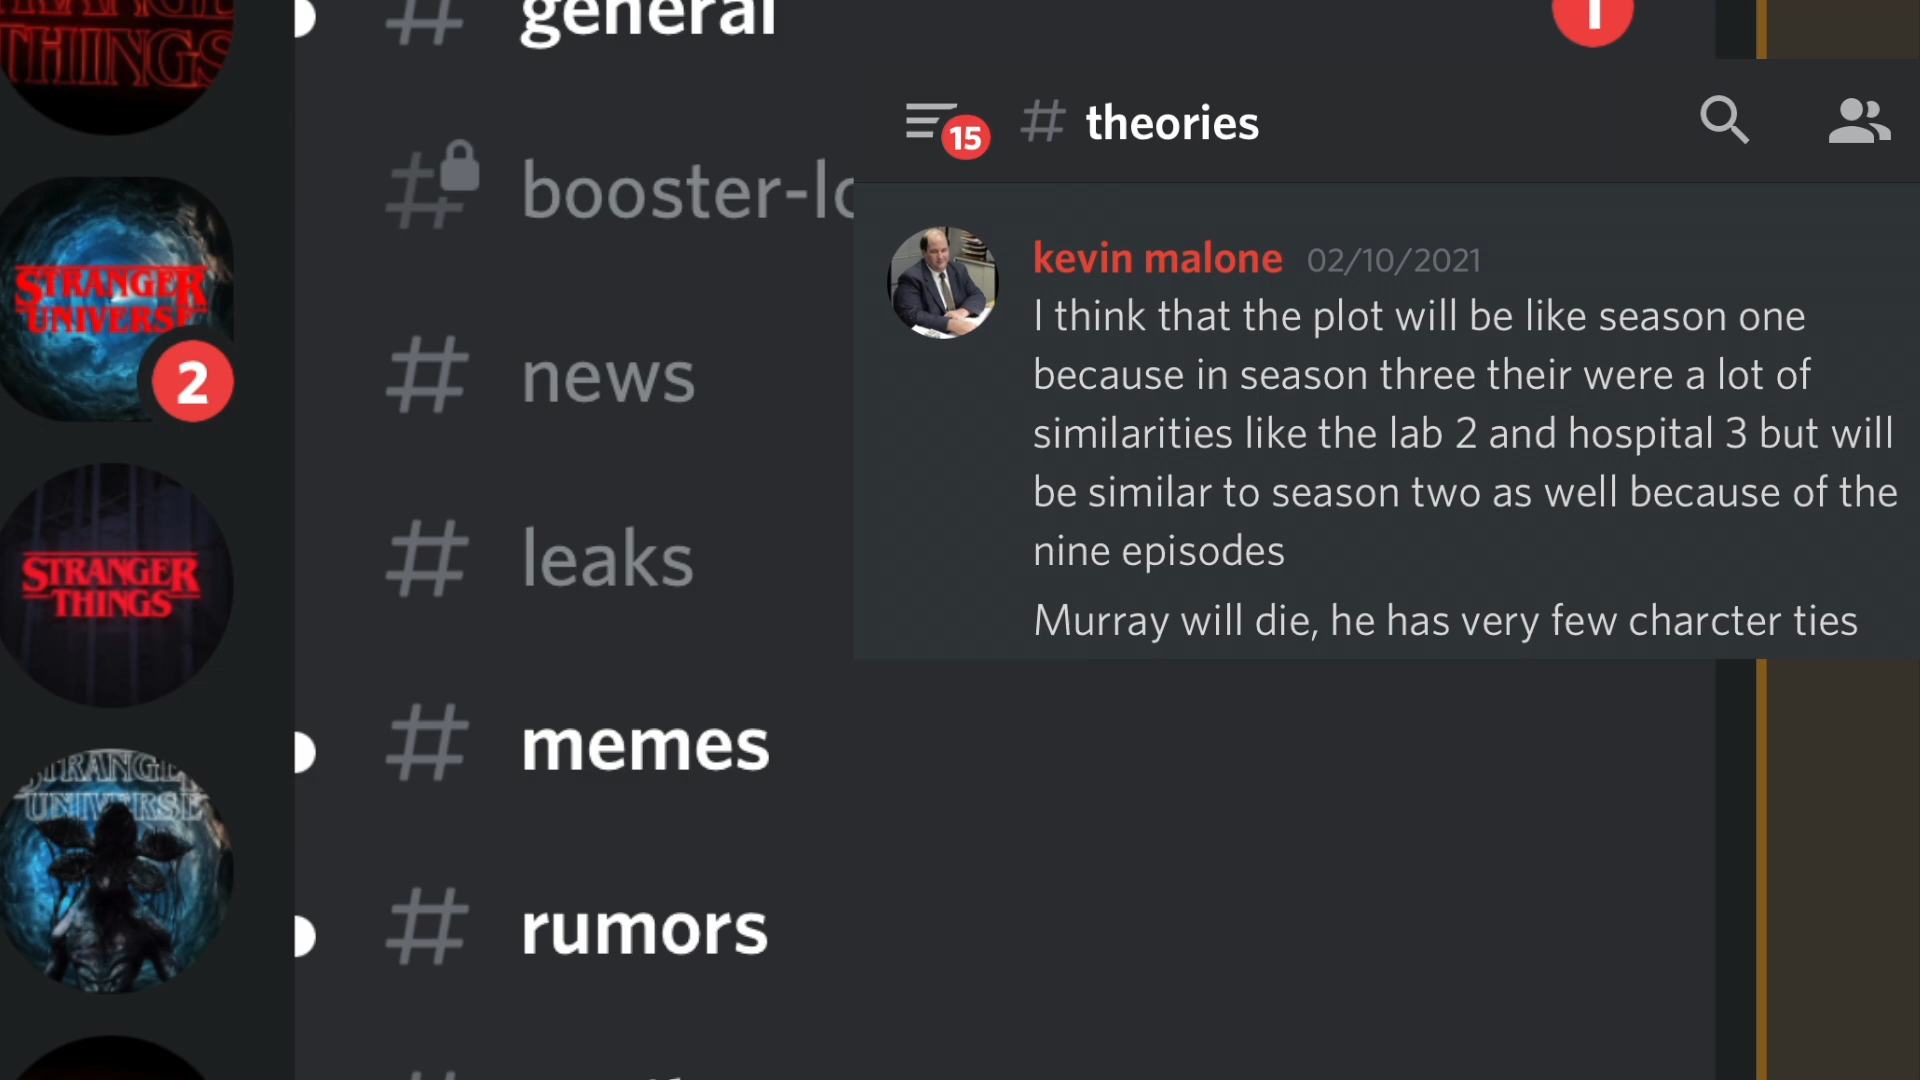 THINGS
STRANGER
UNIVERSE
2
STRANGER
THINGS
STRANGE
UNIVERSE
# general
1
# booster-lo
# news
# leaks
# memes
# rumors
15
# theories
kevin malone 02/10/2021
I think that the plot will be like season one
because in season three their were a lot of
similarities like the lab 2 and hospital 3 but will
be similar to season two as well because of the
nine episodes
Murray will die, he has very few charcter ties